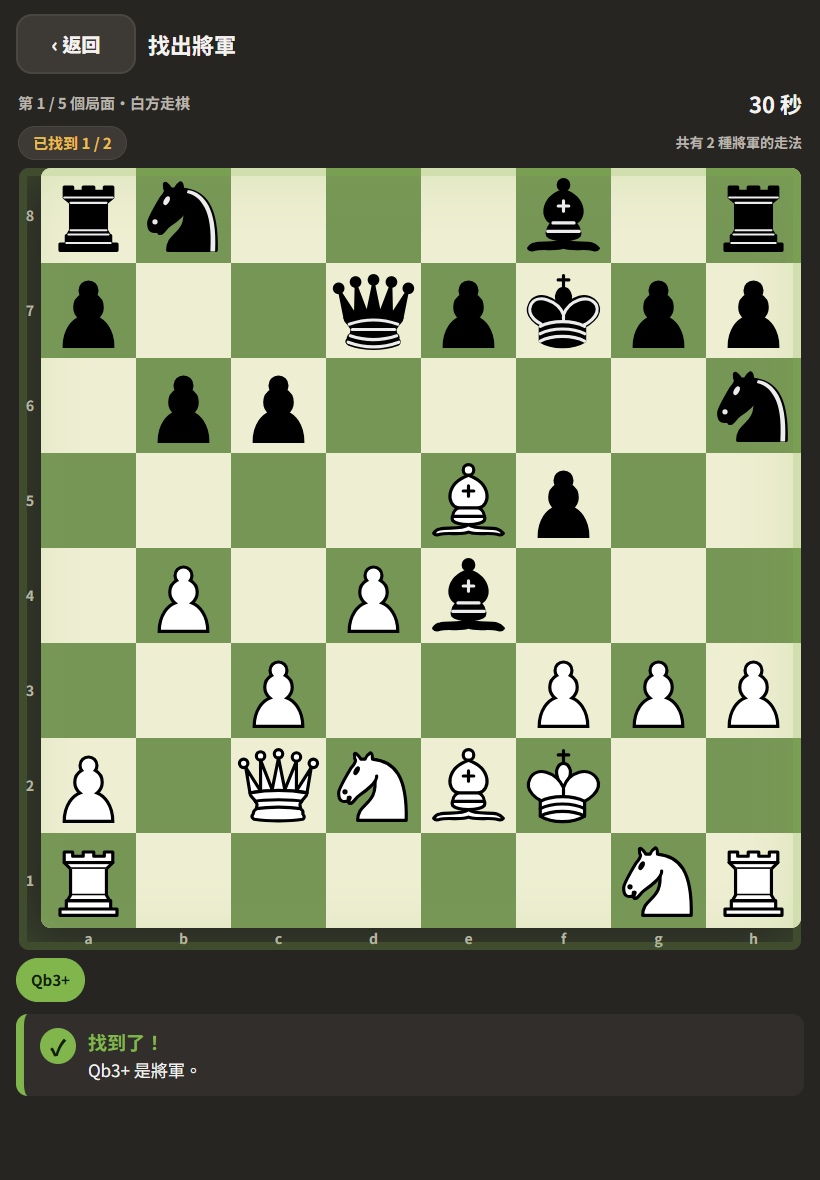 ‹ 返回
找出將軍
第 1 / 5 個局面・白方走棋
30 秒
已找到 1 / 2
共有 2 種將軍的走法
8
7
6
5
4
3
2
1
a b c d e f g h
Qb3+
✓ 找到了！
Qb3+ 是將軍。